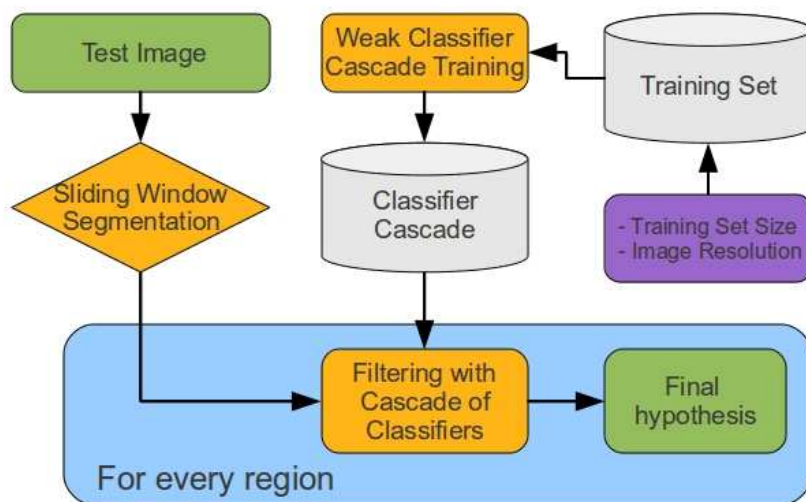 Test Image
Weak Classifier
Cascade Training
Training Set
Sliding Window
Segmentation
Classifier
Cascade
- Training Set Size
- Image Resolution
Filtering with
Cascade of
Classifiers
Final
hypothesis
For every region